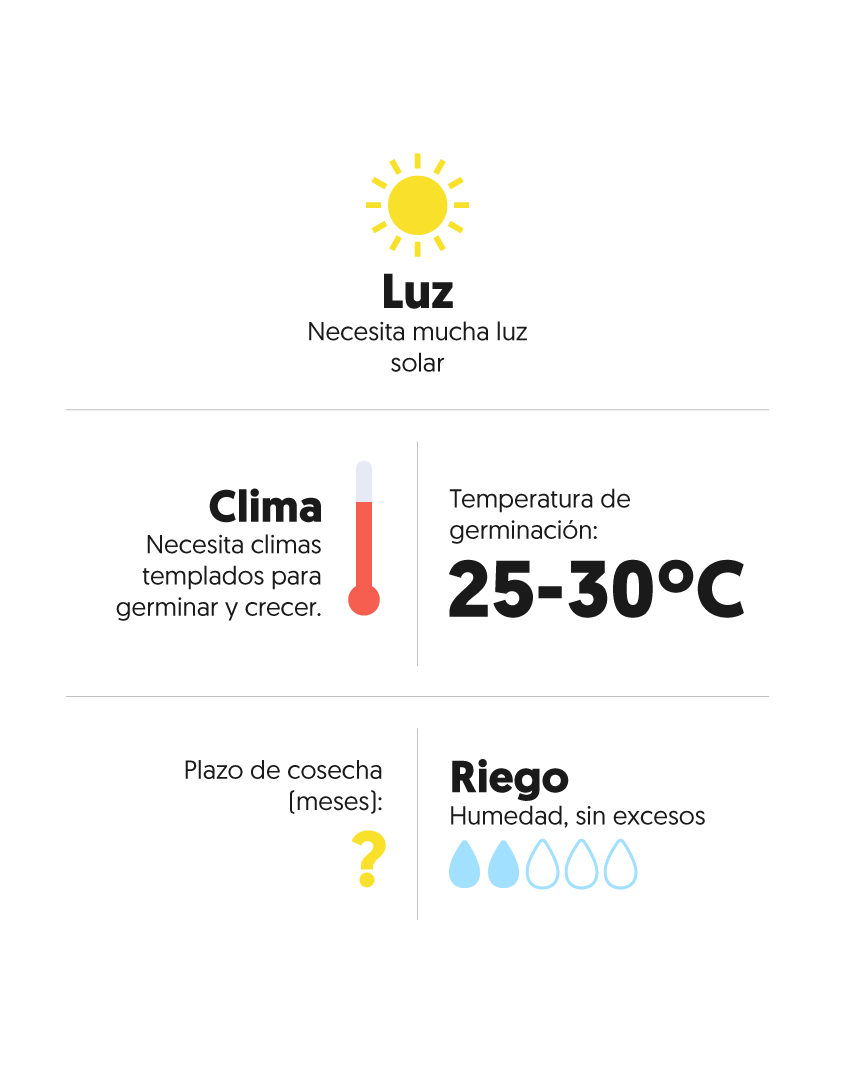 Luz
Necesita mucha luz
solar
Clima
Necesita climas
templados para
germinar y crecer.
Temperatura de
germinación:
25-30ºC
Plazo de cosecha
(meses):
?
Riego
Humedad, sin excesos